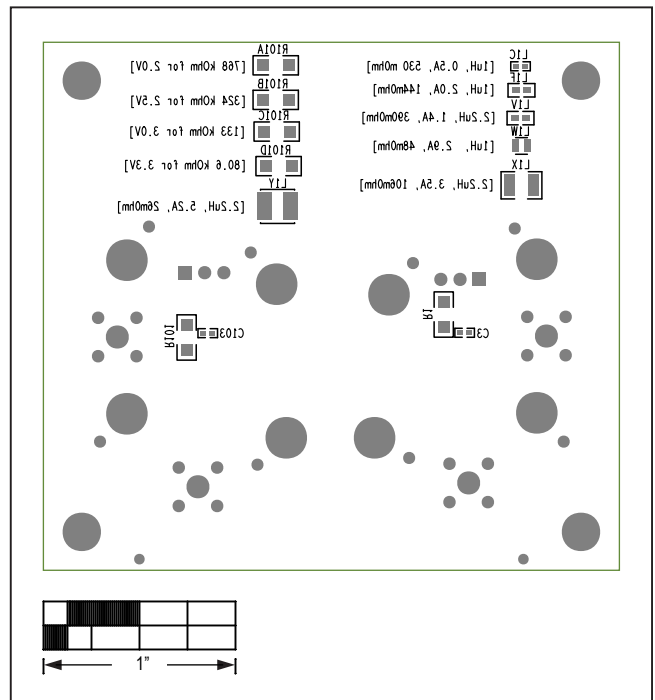 R101A
[768 kOhm for 2.0V]
R101B
[324 kOhm for 2.5V]
R101C
[133 kOhm for 3.0V]
R101D
[80.6 kOhm for 3.3V]
L1Y
[2.2uH, 5.2A, 26mOhm]
L1C
[1uH, 0.5A, 530 mOhm]
L1F
[1uH, 2.0A, 144mOhm]
L1V
[2.2uH, 1.4A, 390mOhm]
L1W
[1uH, 2.9A, 48mOhm]
L1X
[2.2uH, 3.5A, 106mOhm]
R101
C103
R1
C3
1"